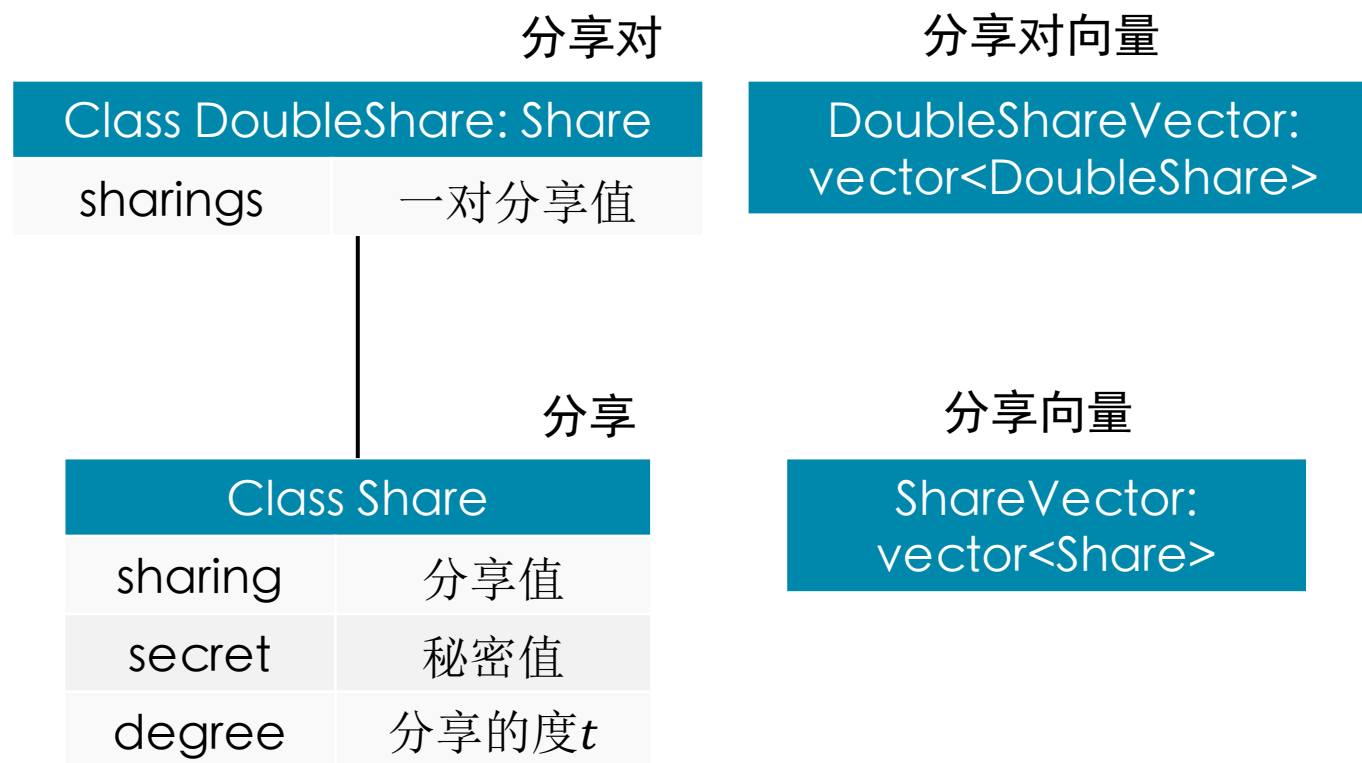 分享对
Class DoubleShare: Share
sharings 一对分享值
分享对向量
DoubleShareVector:
vector<DoubleShare>
分享
Class Share
sharing 分享值
secret 秘密值
degree 分享的度t
分享向量
ShareVector:
vector<Share>